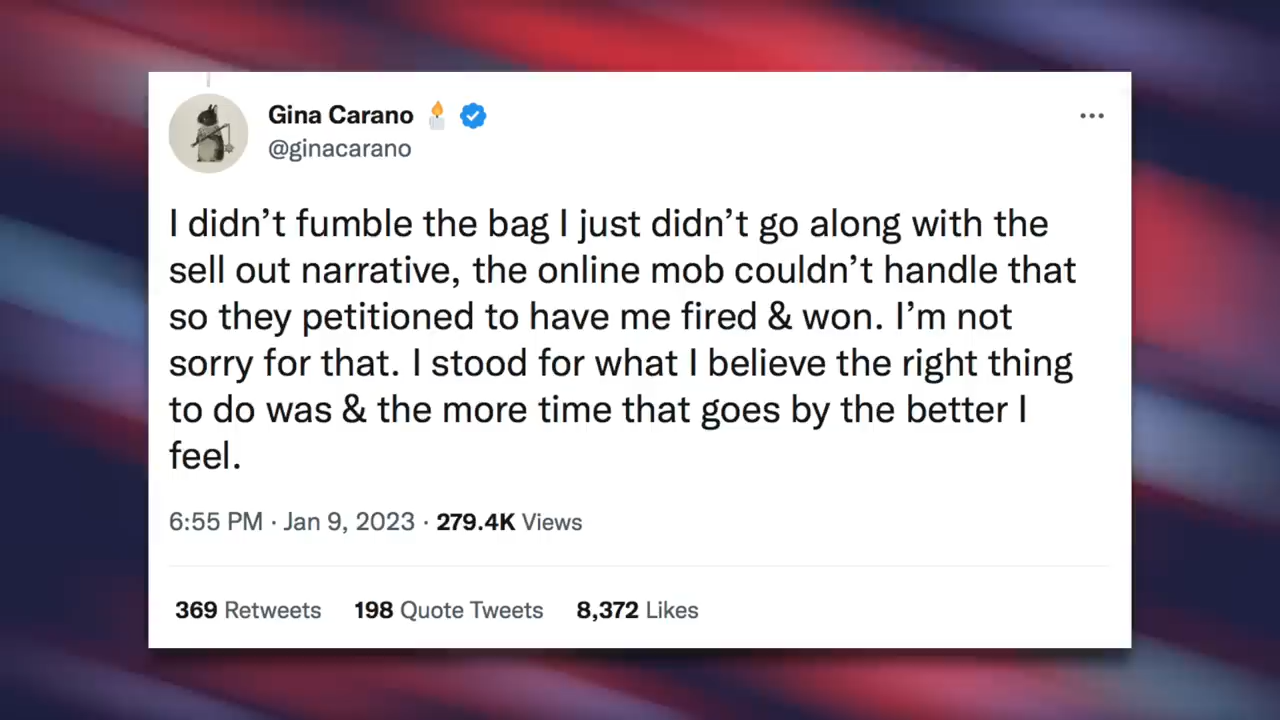 Gina Carano 🕯️
@ginacarano
I didn’t fumble the bag I just didn’t go along with the
sell out narrative, the online mob couldn’t handle that
so they petitioned to have me fired & won. I’m not
sorry for that. I stood for what I believe the right thing
to do was & the more time that goes by the better I
feel.
6:55 PM · Jan 9, 2023 · 279.4K Views
369 Retweets 198 Quote Tweets 8,372 Likes